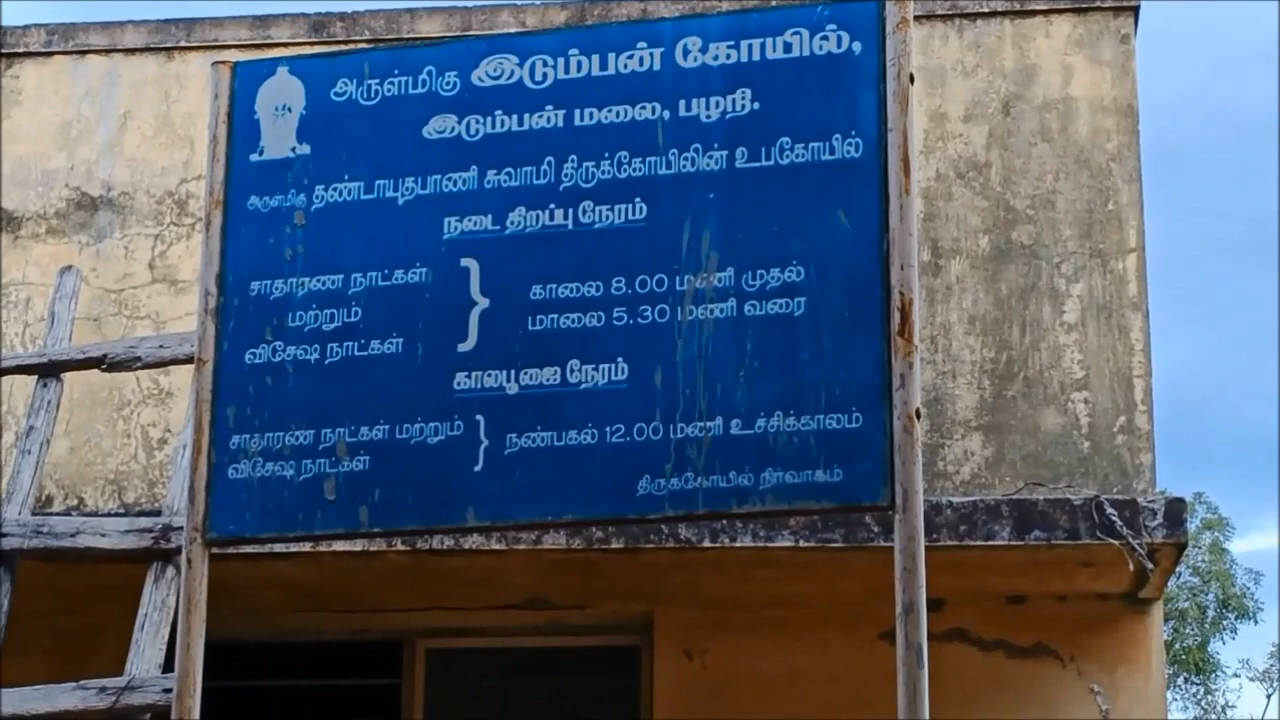 அருள்மிகு இடும்பன் கோயில்,
இடும்பன் மலை, பழநி.
அருள்மிகு தண்டாயுதபாணி சுவாமி திருக்கோயிலின் உபகோயில்
நடை திறப்பு நேரம்
சாதாரண நாட்கள்
மற்றும்
விசேஷ நாட்கள்
}
காலை 8.00 மணி முதல்
மாலை 5.30 மணி வரை
காலபூஜை நேரம்
சாதாரண நாட்கள் மற்றும்
விசேஷ நாட்கள்
}
நண்பகல் 12.00 மணி உச்சிக்காலம்
திருக்கோயில் நிர்வாகம்